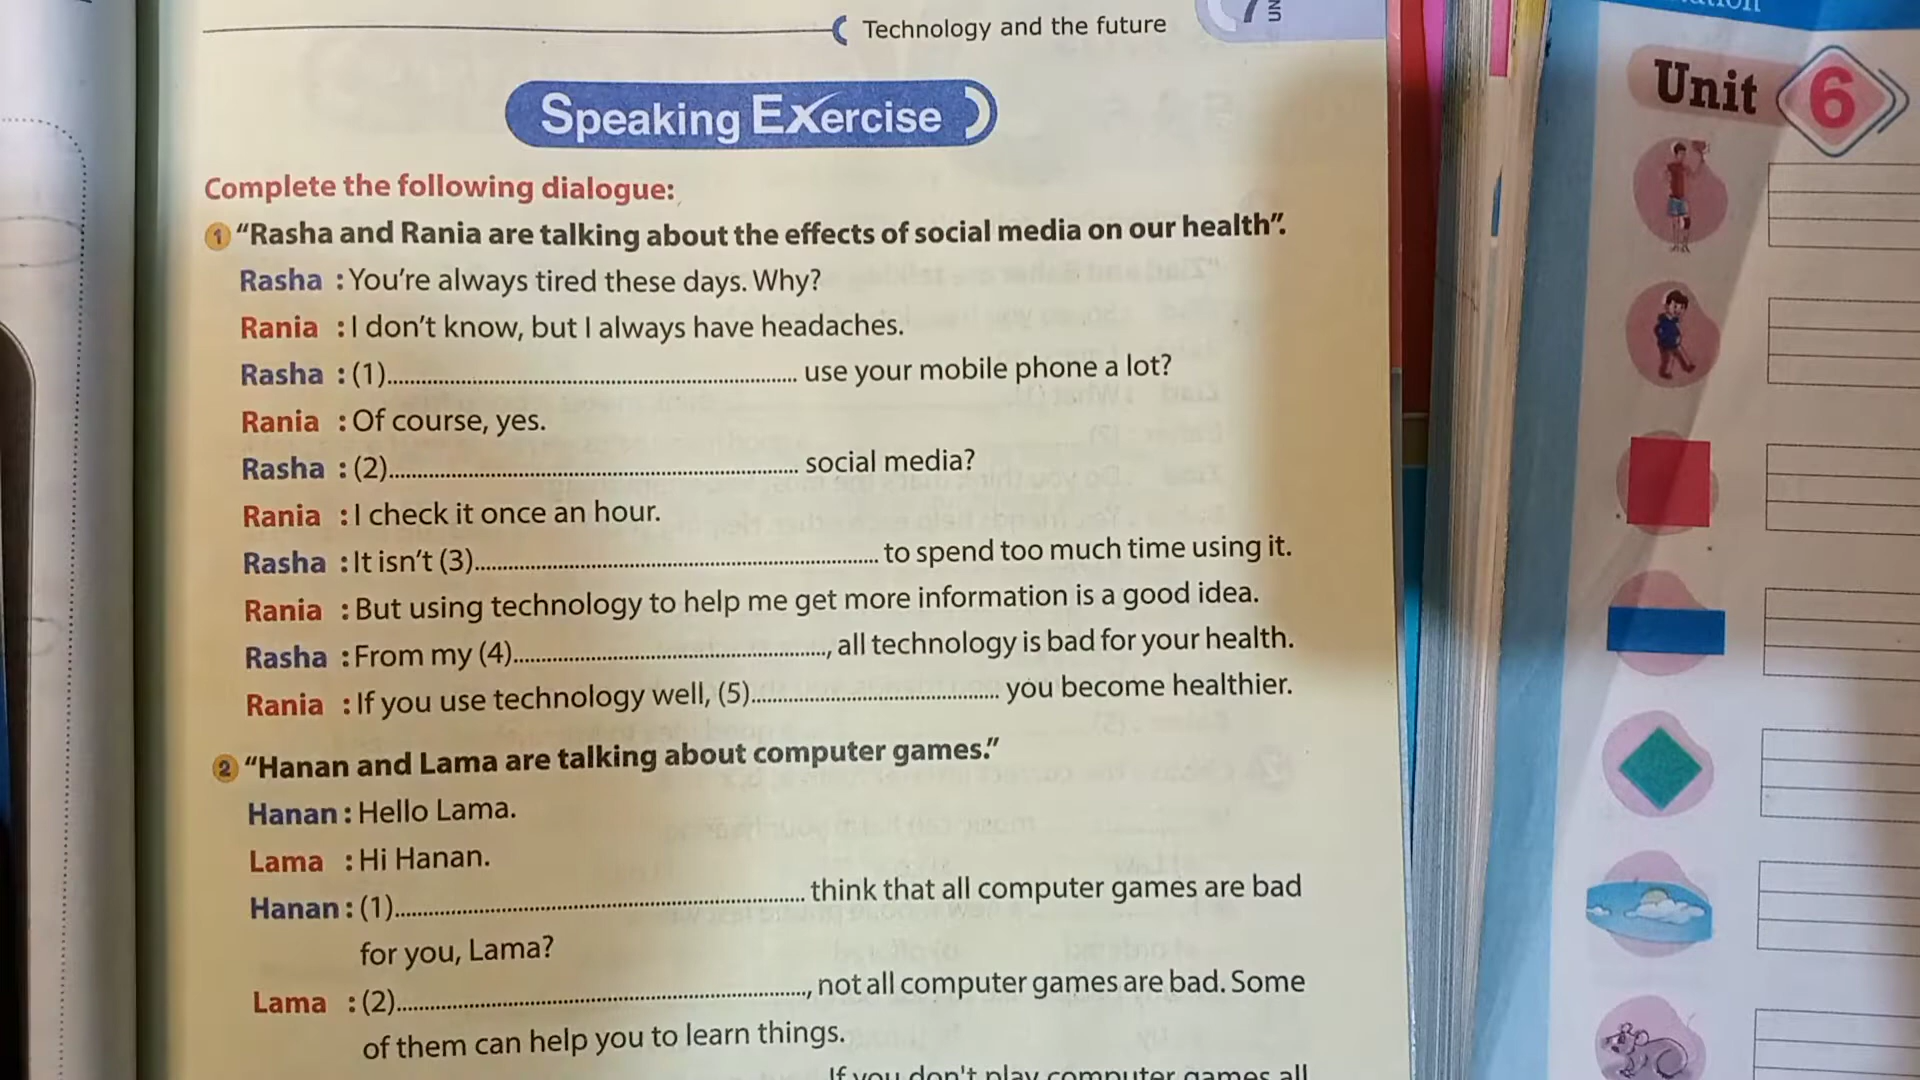 Technology and the future
7
UN
Speaking Exercise
Complete the following dialogue:
1 “Rasha and Rania are talking about the effects of social media on our health”.
Rasha : You’re always tired these days. Why?
Rania : I don’t know, but I always have headaches.
Rasha : (1)........................ use your mobile phone a lot?
Rania : Of course, yes.
Rasha : (2)........................ social media?
Rania : I check it once an hour.
Rasha : It isn’t (3)........................ to spend too much time using it.
Rania : But using technology to help me get more information is a good idea.
Rasha : From my (4)........................, all technology is bad for your health.
Rania : If you use technology well, (5)........................ you become healthier.
2 “Hanan and Lama are talking about computer games.”
Hanan : Hello Lama.
Lama : Hi Hanan.
Hanan : (1)........................ think that all computer games are bad
for you, Lama?
Lama : (2)........................, not all computer games are bad. Some
of them can help you to learn things.
If you don't play computer games all
Unit 6